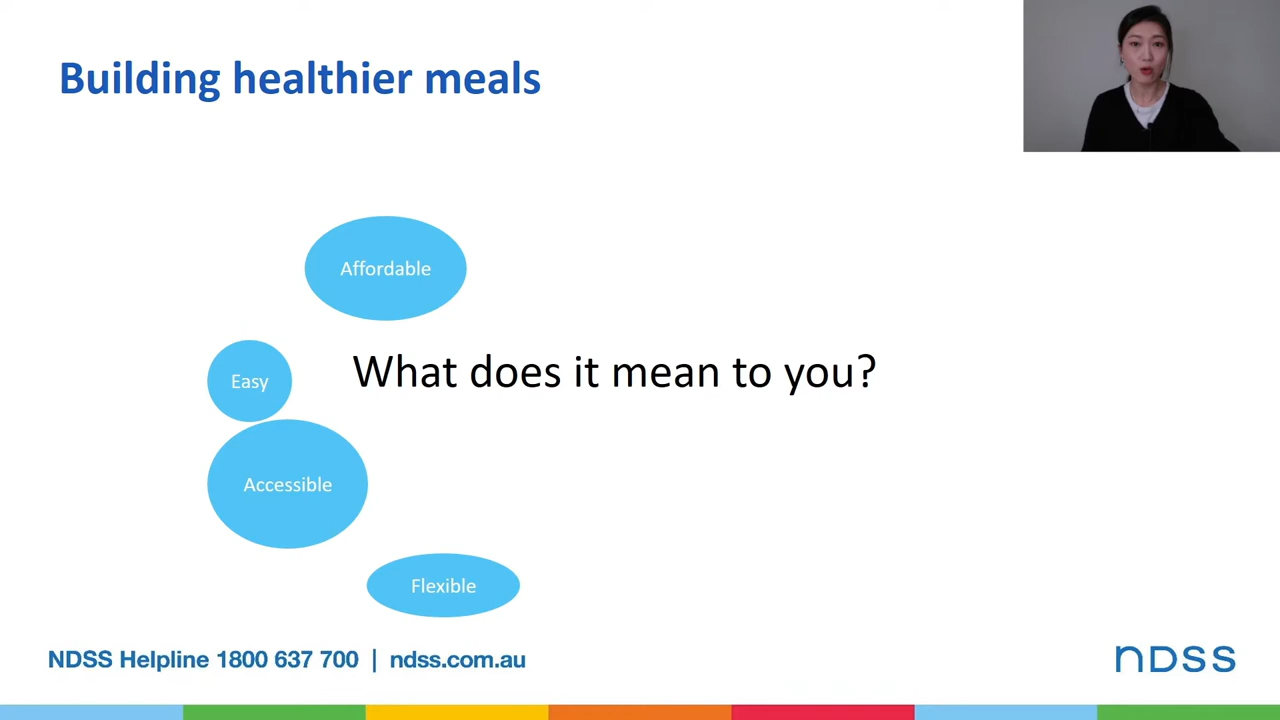 Building healthier meals
Affordable
What does it mean to you?
Easy
Accessible
Flexible
NDSS Helpline 1800 637 700 | ndss.com.au
ndss